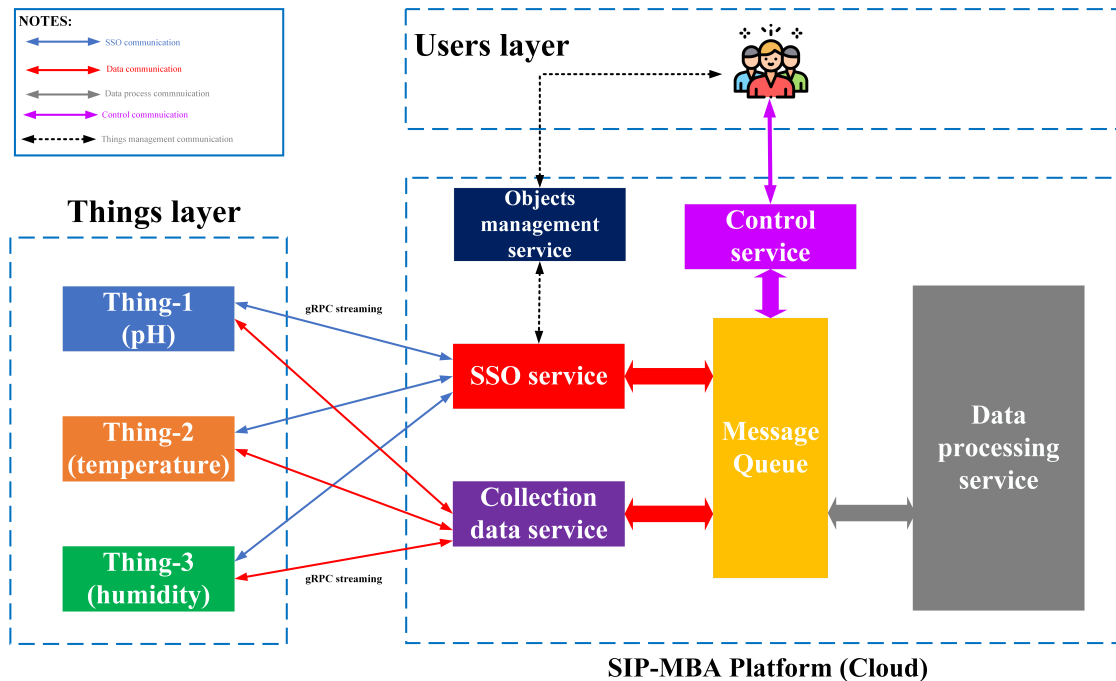 NOTES:
SSO communication
Data communication
Data process commuication
Control commnuication
Things management communication
Users layer
Things layer
Thing-1
(pH)
Thing-2
(temperature)
Thing-3
(humidity)
gRPC streaming
gRPC streaming
Objects
management
service
Control
service
SSO service
Collection
data service
Message
Queue
Data
processing
service
SIP-MBA Platform (Cloud)